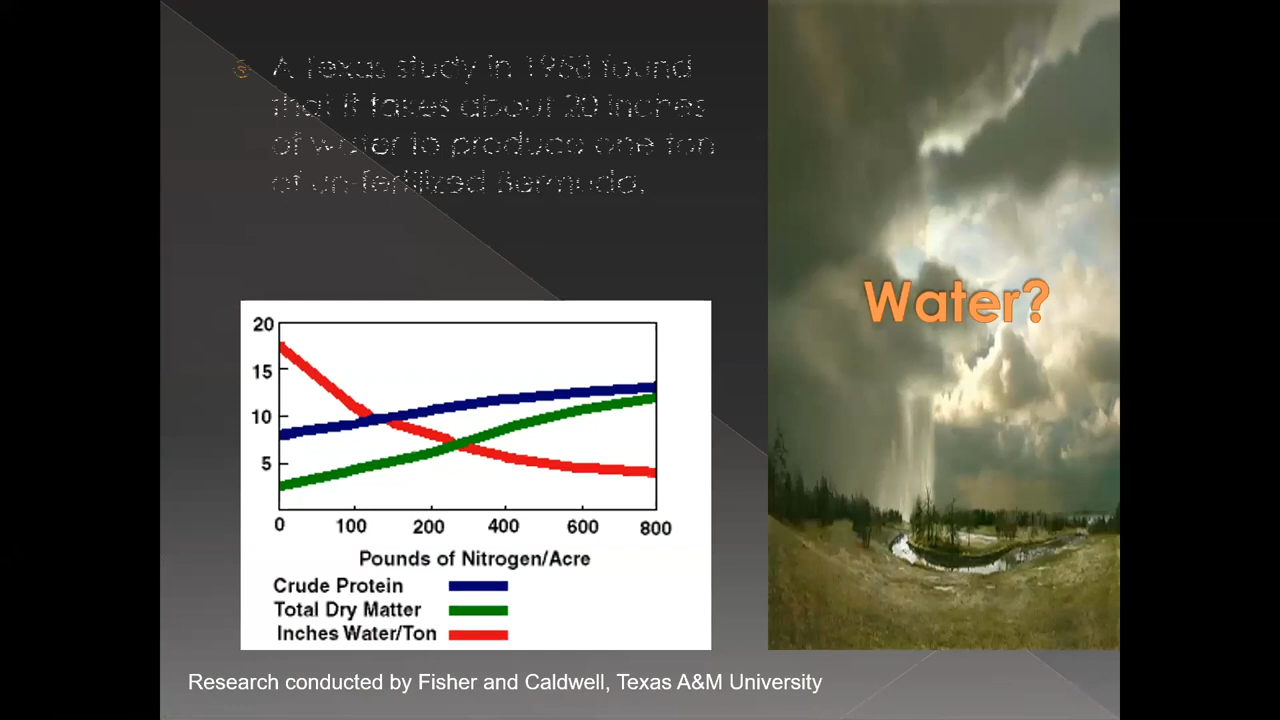 A Texas study in 1958 found
that it takes about 20 inches
of water to produce one ton
of un-fertilized Bermuda.
Water?
20
15
10
5
0 100 200 400 600 800
Pounds of Nitrogen/Acre
Crude Protein
Total Dry Matter
Inches Water/Ton
Research conducted by Fisher and Caldwell, Texas A&M University